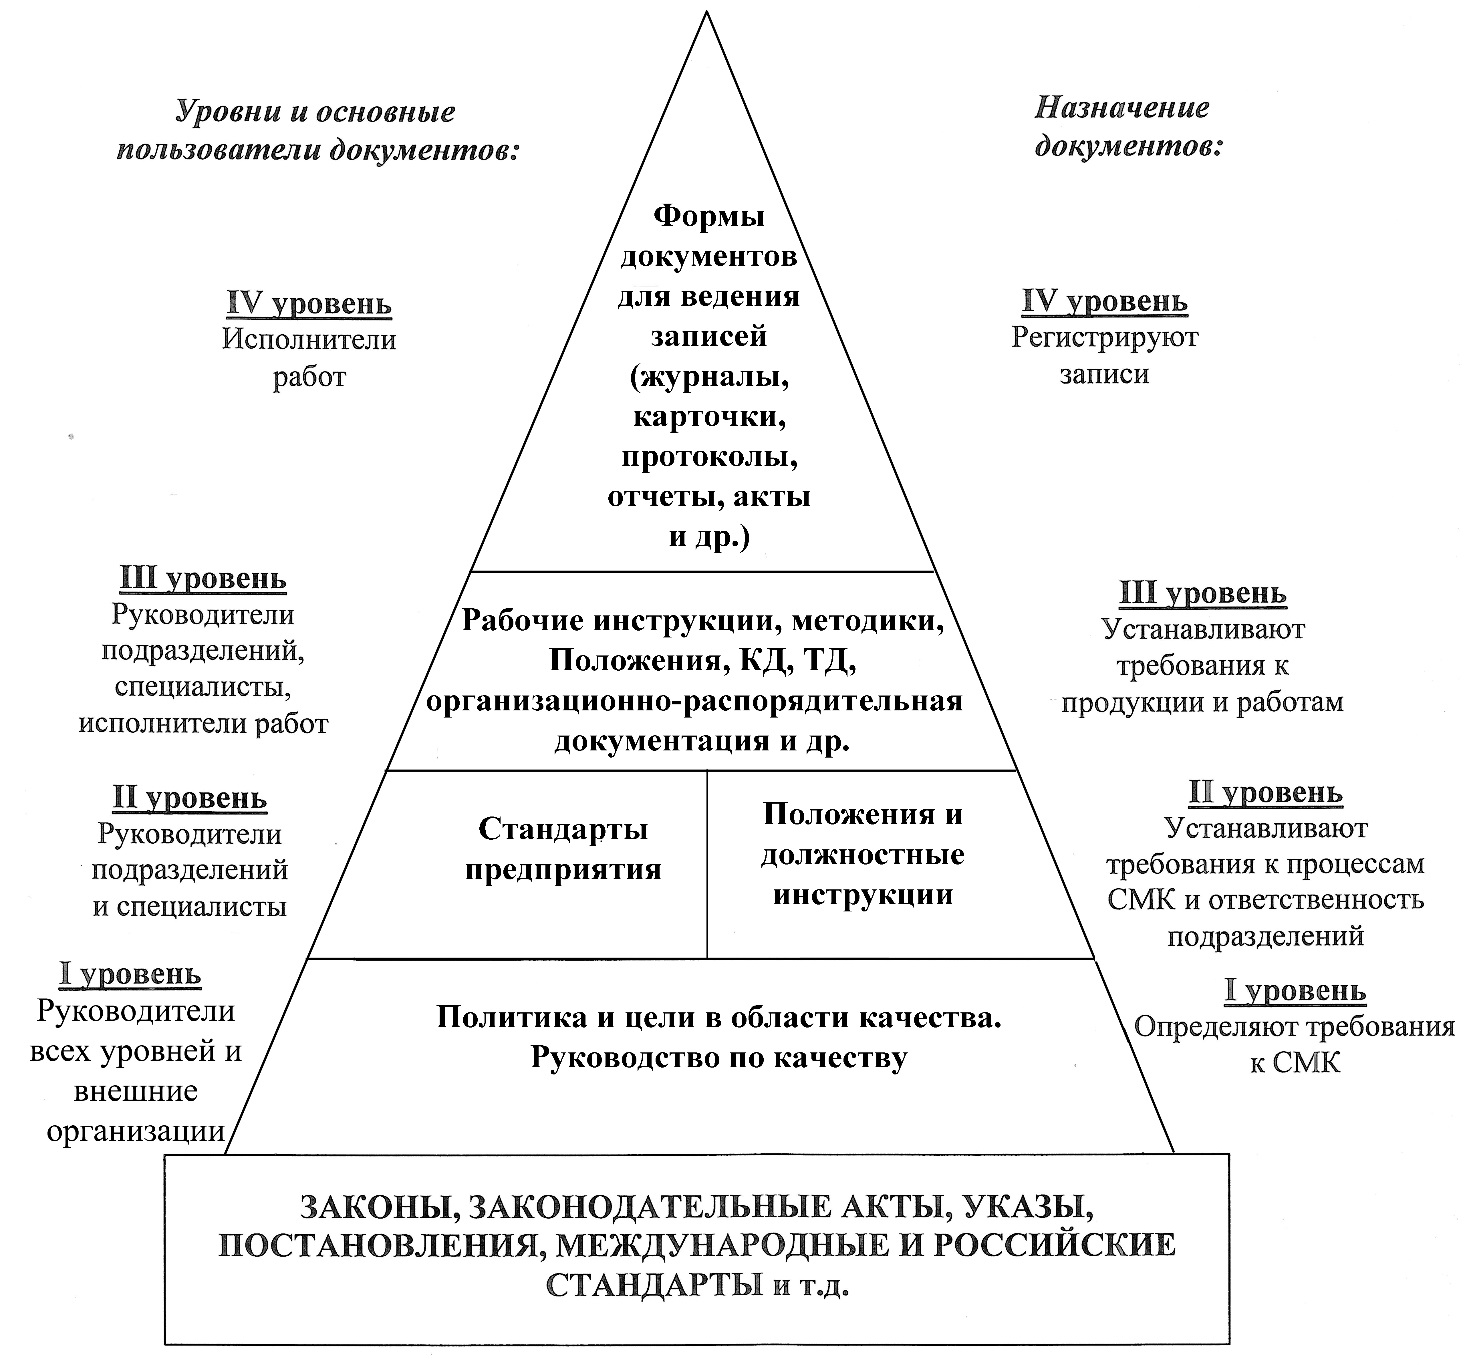 Уровни и основные
пользователи документов:
Назначение
документов:
Формы
документов
для ведения
записей
(журналы,
карточки,
протоколы,
отчеты, акты
и др.)
IV уровень
Исполнители
работ
IV уровень
Регистрируют
записи
III уровень
Руководители
подразделений,
специалисты,
исполнители работ
Рабочие инструкции, методики,
Положения, КД, ТД,
организационно-распорядительная
документация и др.
III уровень
Устанавливают
требования к
продукции и работам
II уровень
Руководители
подразделений
и специалисты
Стандарты
предприятия
Положения и
должностные
инструкции
II уровень
Устанавливают
требования к процессам
СМК и ответственность
подразделений
I уровень
Руководители
всех уровней и
внешние
организации
Политика и цели в области качества.
Руководство по качеству
I уровень
Определяют требования
к СМК
ЗАКОНЫ, ЗАКОНОДАТЕЛЬНЫЕ АКТЫ, УКАЗЫ,
ПОСТАНОВЛЕНИЯ, МЕЖДУНАРОДНЫЕ И РОССИЙСКИЕ
СТАНДАРТЫ и т.д.